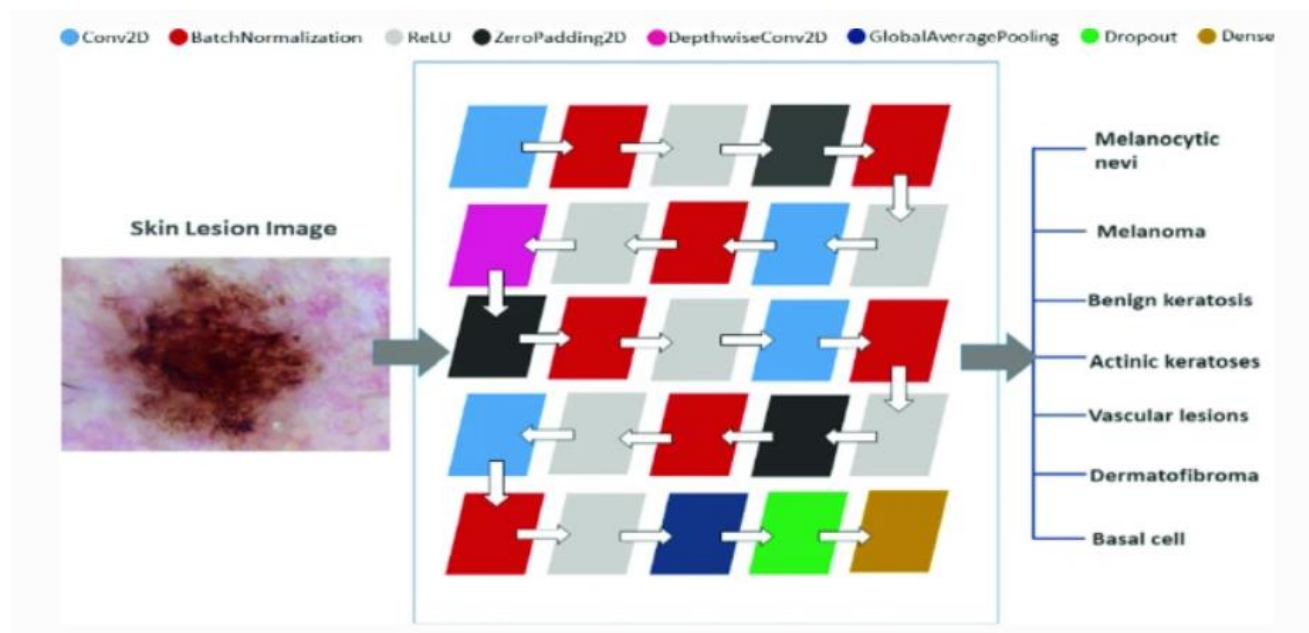 Conv2D BatchNormalization ReLU ZeroPadding2D DepthwiseConv2D GlobalAveragePooling Dropout Dense
Skin Lesion Image
Melanocytic
nevi
Melanoma
Benign keratosis
Actinic keratoses
Vascular lesions
Dermatofibroma
Basal cell